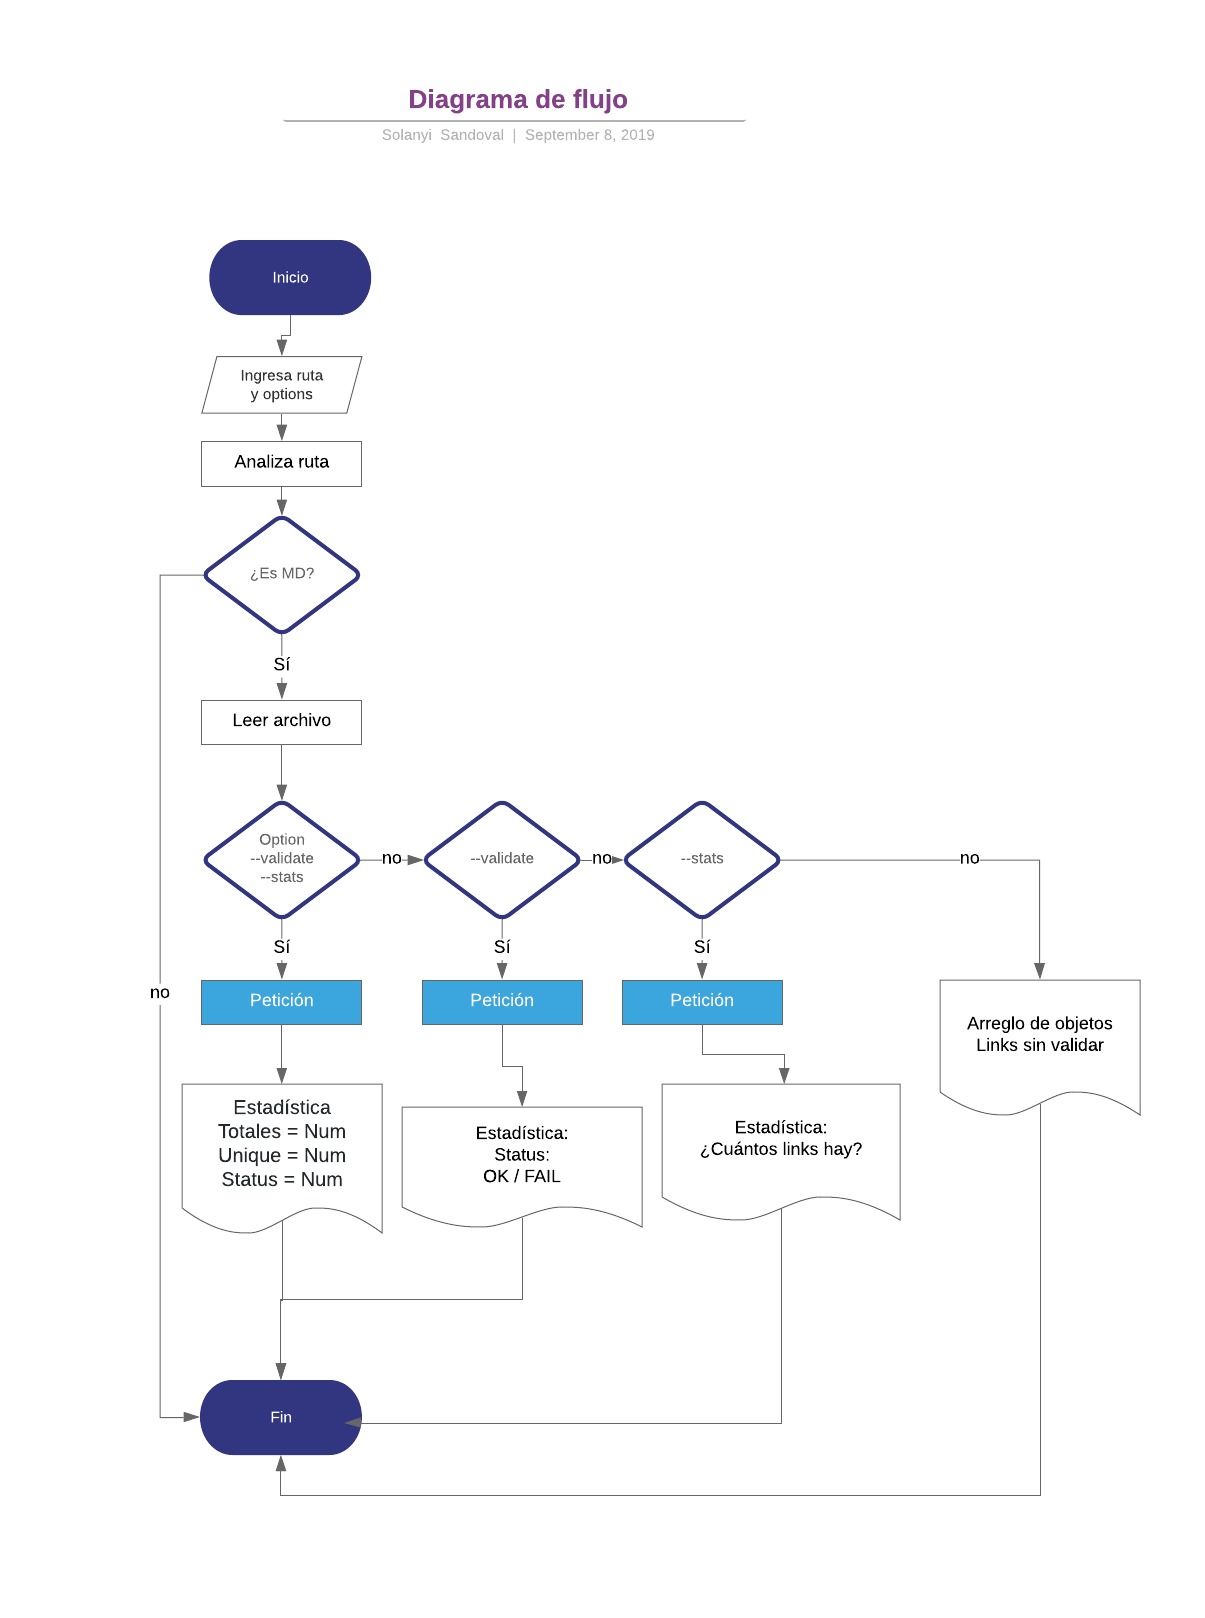 Diagrama de flujo
Solanyi Sandoval | September 8, 2019
Inicio
Ingresa ruta
y options
Analiza ruta
¿Es MD?
Sí
Leer archivo
Option
--validate
--stats
no
--validate
no
--stats
no
Sí
Sí
Sí
no
Petición
Petición
Petición
Arreglo de objetos
Links sin validar
Estadística
Totales = Num
Unique = Num
Status = Num
Estadística:
Status:
OK / FAIL
Estadística:
¿Cuántos links hay?
Fin